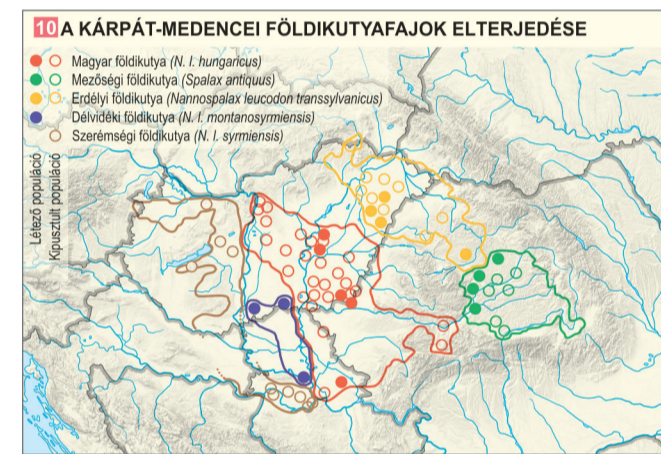 10 A KÁRPÁT-MEDENCEI FÖLDIKUTYAFAJOK ELTERJEDÉSE
Magyar földikutya (N. l. hungaricus)
Mezőségi földikutya (Spalax antiquus)
Erdélyi földikutya (Nannospalax leucodon transsylvanicus)
Délvidéki földikutya (N. l. montanosyrmiensis)
Szerémségi földikutya (N. l. syrmiensis)
Létező populáció
Kipusztult populáció